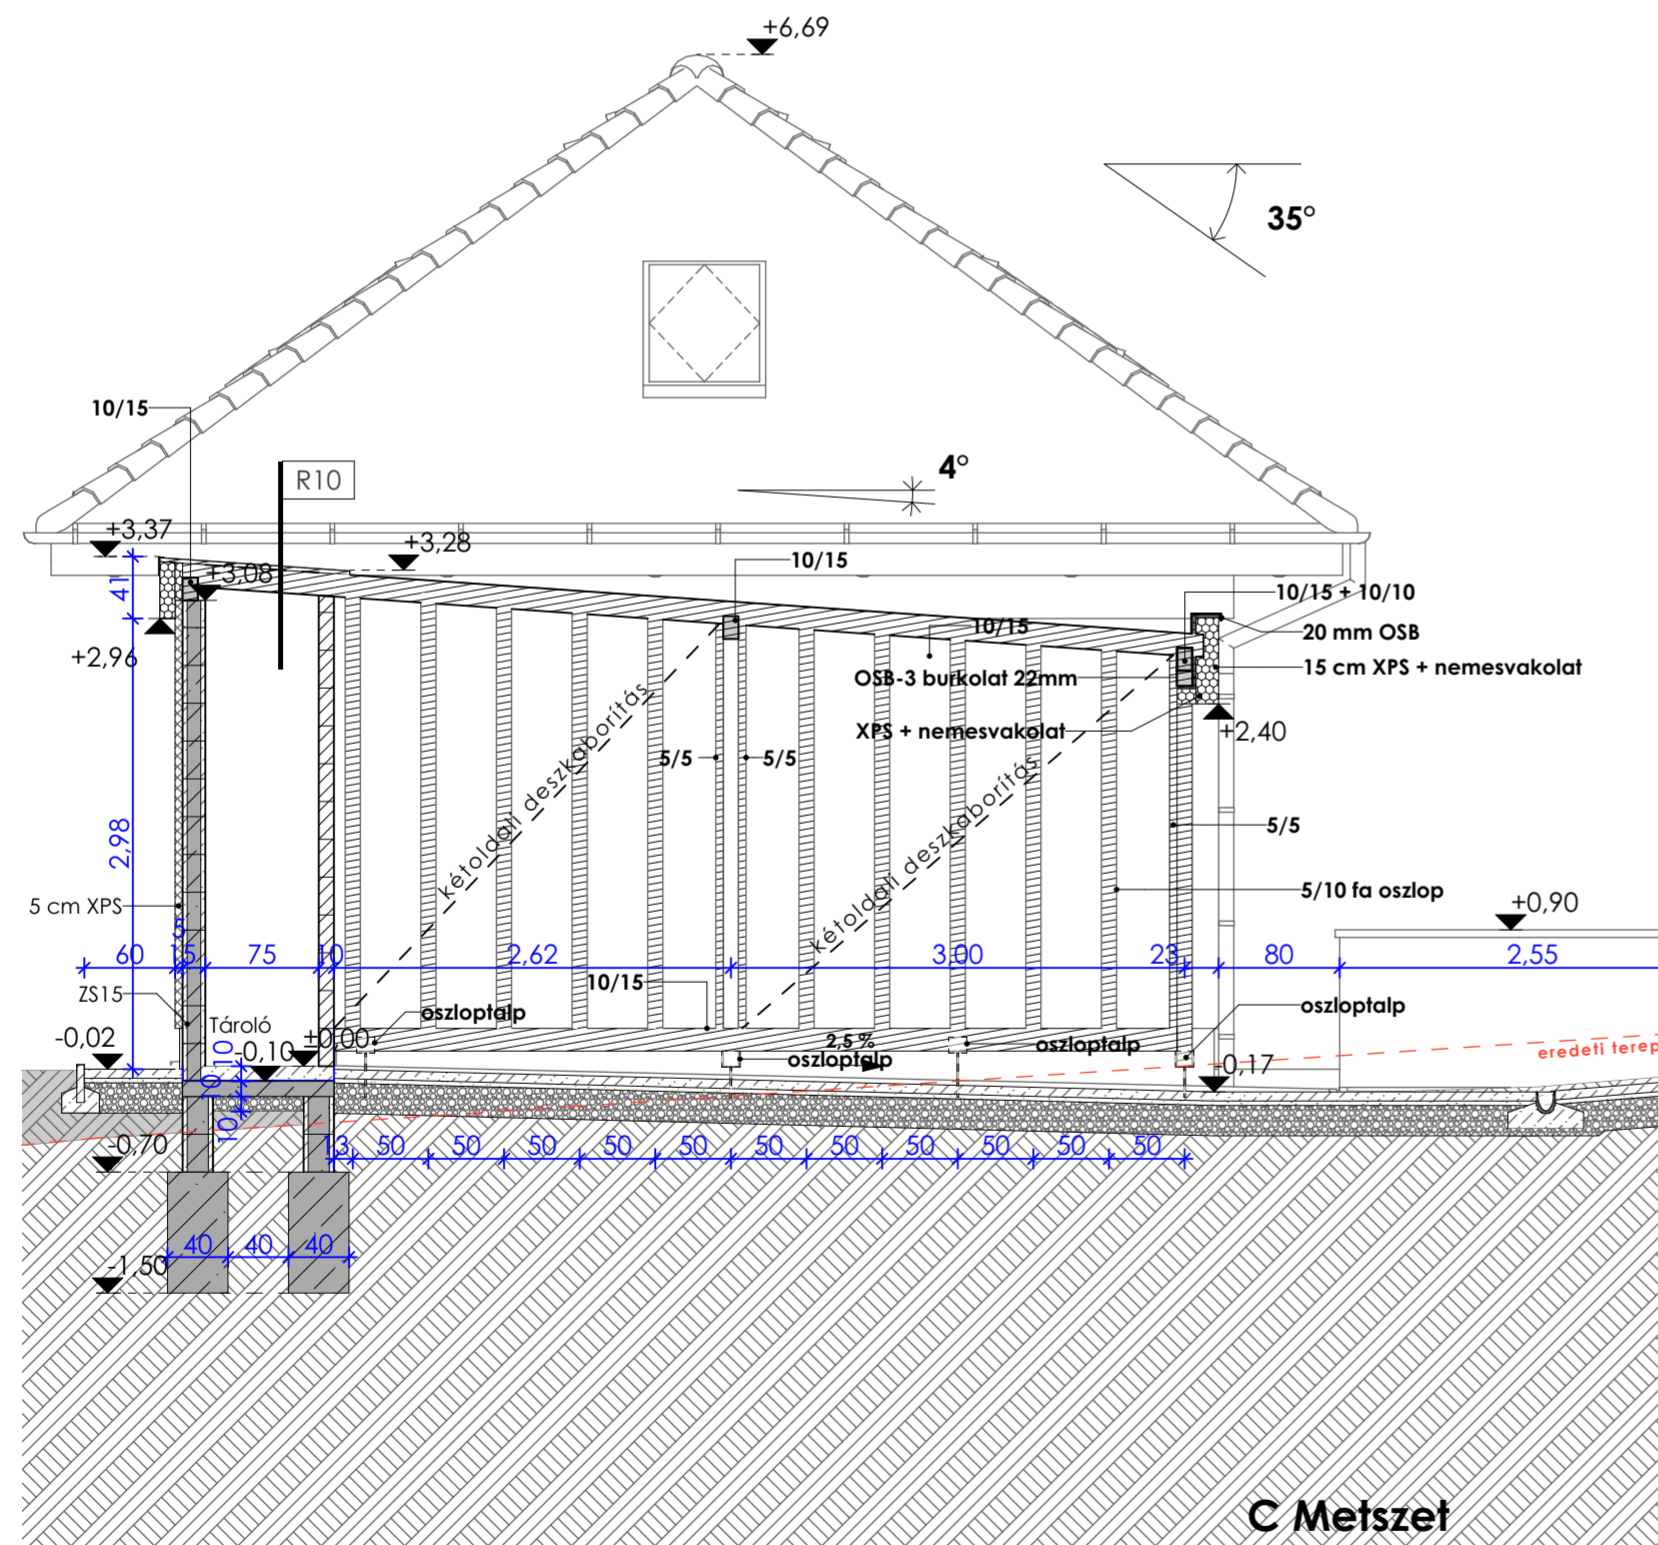 +6,69
35°
10/15
R10
4°
+3,37
+3,28
10/15
41
+3,08
10/15 + 10/10
10/15
20 mm OSB
+2,96
15 cm XPS + nemesvakolat
OSB-3 burkolat 22mm
kétoldali deszkaborítás
XPS + nemesvakolat
+2,40
5/5
5/5
kétoldali deszkaborítás
2,98
5/5
5/10 fa oszlop
5 cm XPS
+0,90
5
60
15
75
10
2,62
3,00
23
80
2,55
10/15
ZS15
oszloptalp
oszloptalp
Tároló
-0,02
±0,00
2,5 %
oszloptalp
eredeti terep
10
-0,10
oszloptalp
-0,17
10
10
-0,70
13
50
50
50
50
50
50
50
50
50
50
50
40
40
40
-1,50
C Metszet